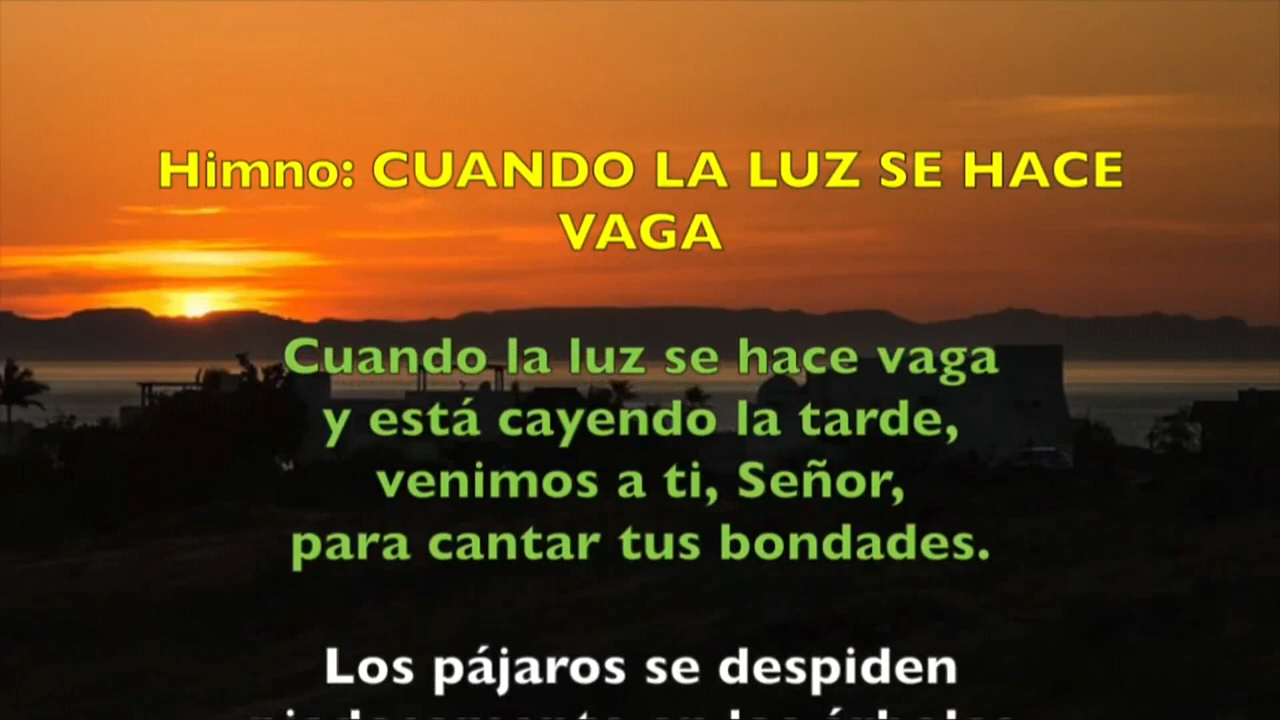 Himno: CUANDO LA LUZ SE HACE
VAGA
Cuando la luz se hace vaga
y está cayendo la tarde,
venimos a ti, Señor,
para cantar tus bondades.
Los pájaros se despiden